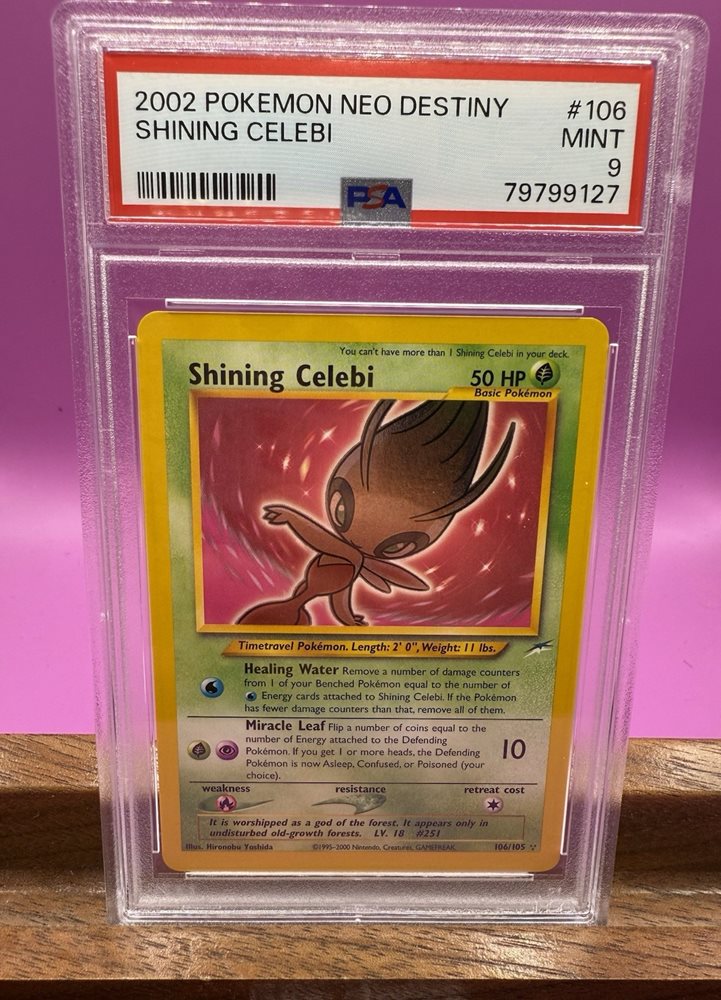 2002 POKEMON NEO DESTINY #106
SHINING CELEBI MINT
9
PSA 79799127
You can't have more than 1 Shining Celebi in your deck.
Shining Celebi 50 HP
Basic Pokémon
Timetravel Pokémon. Length: 2' 0", Weight: 11 lbs.
Healing Water Remove a number of damage counters
from 1 of your Benched Pokémon equal to the number of
Energy cards attached to Shining Celebi. If the Pokémon
has fewer damage counters than that, remove all of them.
Miracle Leaf Flip a number of coins equal to the
number of Energy attached to the Defending
Pokémon. If you get 1 or more heads, the Defending 10
Pokémon is now Asleep, Confused, or Poisoned (your
choice).
weakness resistance retreat cost
It is worshipped as a god of the forest. It appears only in
undisturbed old-growth forests. LV. 18 #251
Illus. Hironobu Yoshida ©1995-2000 Nintendo, Creatures, GAMEFREAK. 106/105